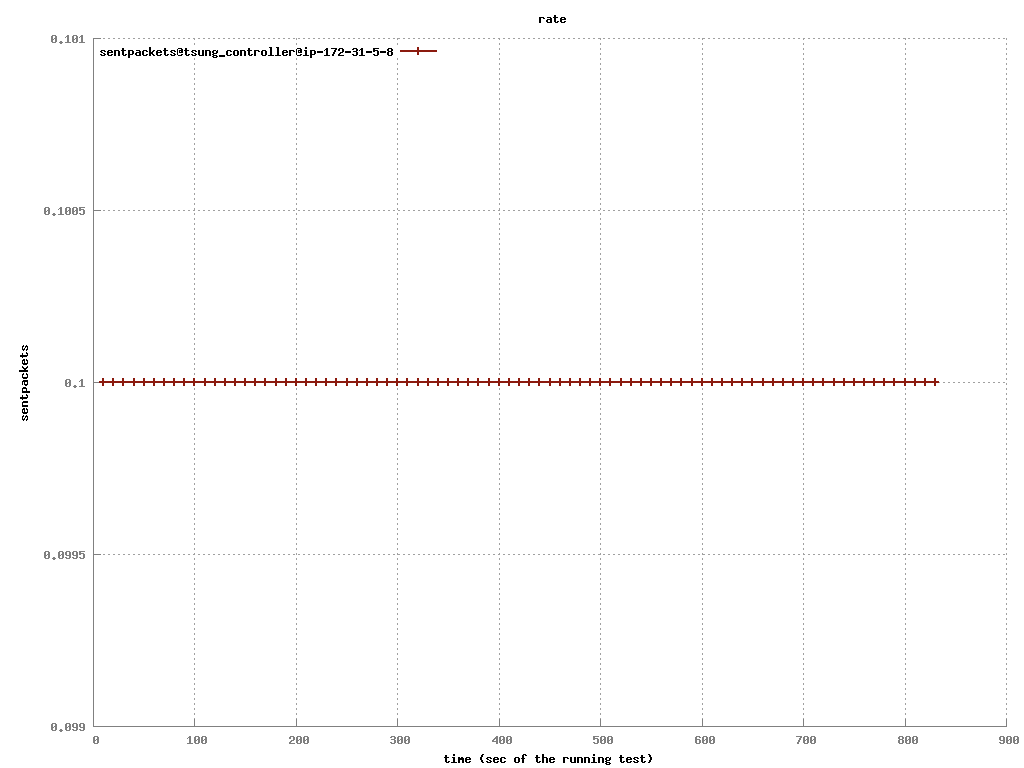 rate
0.101
sentpackets@tsung_controller@ip-172-31-5-8
0.1005
0.1
sentpackets
0.0995
0.099
0 100 200 300 400 500 600 700 800 900
time (sec of the running test)